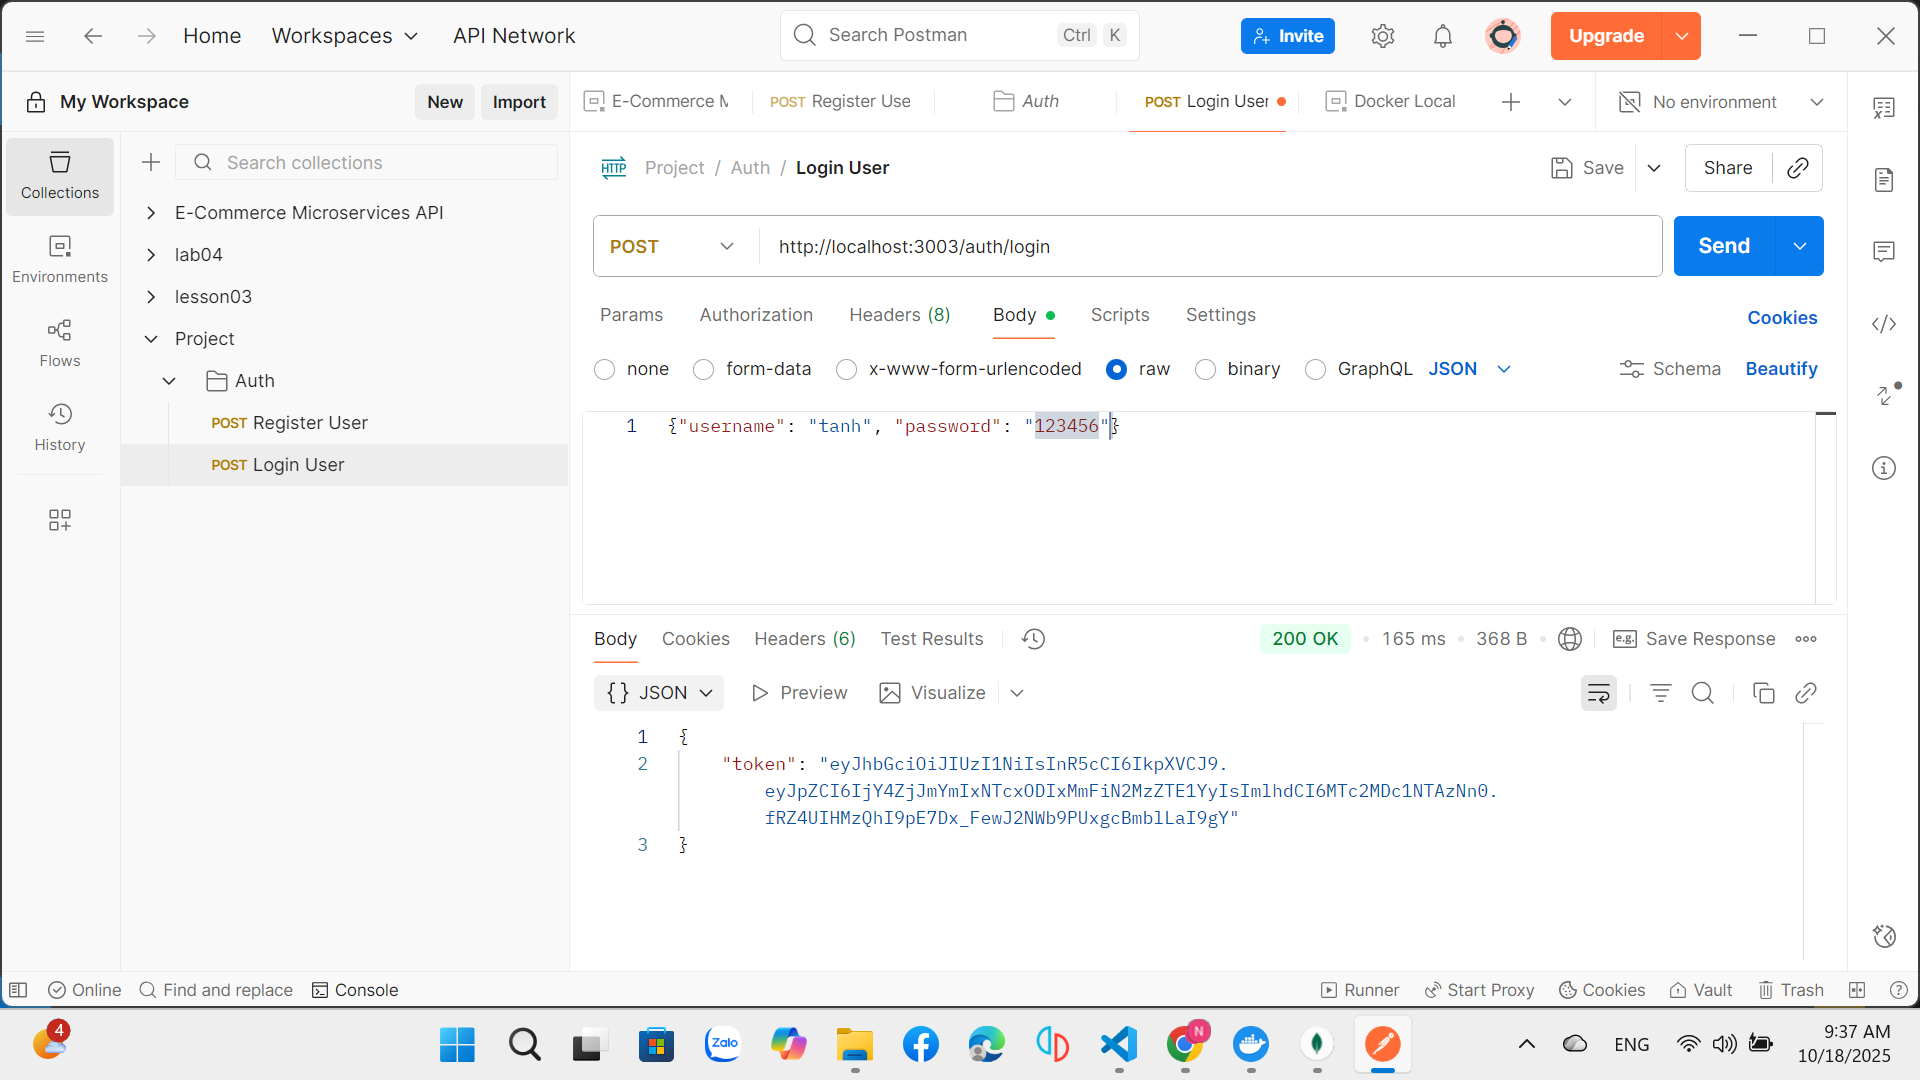 Home
Workspaces
API Network
Search Postman
Ctrl K
Invite
Upgrade
My Workspace
New
Import
E-Commerce M
POST Register Use
Auth
POST Login User
Docker Local
No environment
Collections
Environments
Flows
History
Search collections
E-Commerce Microservices API
lab04
lesson03
Project
Auth
POST Register User
POST Login User
HTTP
Project / Auth / Login User
Save
Share
POST
http://localhost:3003/auth/login
Send
Params
Authorization
Headers (8)
Body
Scripts
Settings
Cookies
none
form-data
x-www-form-urlencoded
raw
binary
GraphQL
JSON
Schema
Beautify
1 {"username": "tanh", "password": "123456"}
Body
Cookies
Headers (6)
Test Results
200 OK
165 ms
368 B
e.g.
Save Response
{} JSON
Preview
Visualize
1 {
2 "token": "eyJhbGciOiJIUzI1NiIsInR5cCI6IkpXVCJ9.
eyJpZCI6IjY4ZjJmYmIxNTcxODIxMmFiN2MzZTE1YyIsImlhdCI6MTc2MDc1NTAzNn0.
fRZ4UIHMzQhI9pE7Dx_FewJ2NWb9PUxgcBmblLaI9gY"
3 }
Online
Find and replace
Console
Runner
Start Proxy
Cookies
Vault
Trash
4
Zalo
N
ENG
9:37 AM
10/18/2025